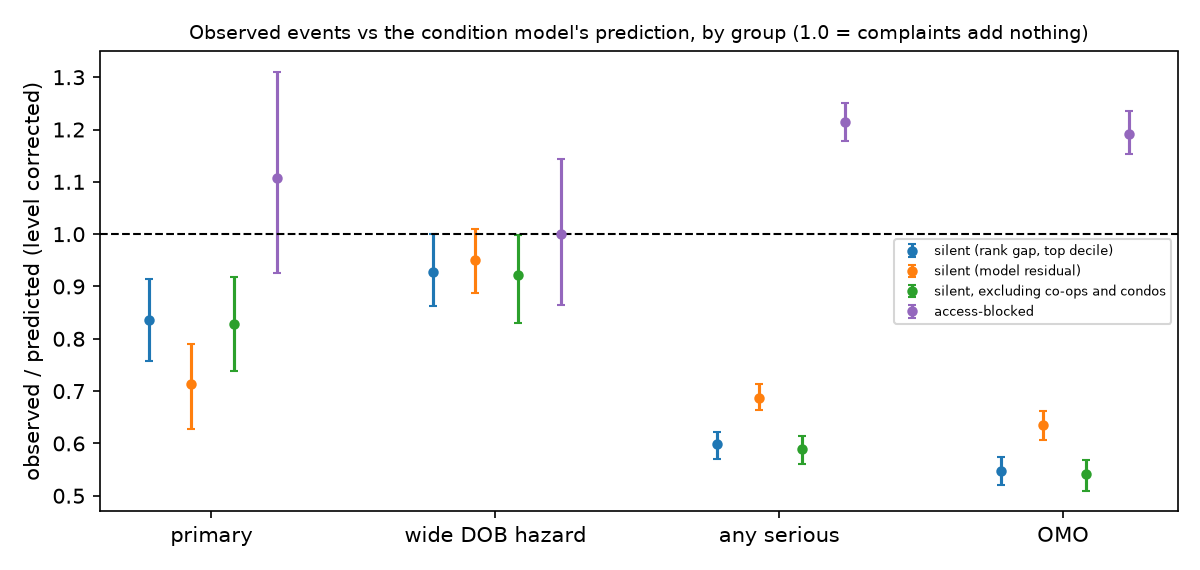 Observed events vs the condition model's prediction, by group (1.0 = complaints add nothing)
observed / predicted (level corrected)
1.3
1.2
1.1
1.0
0.9
0.8
0.7
0.6
0.5
silent (rank gap, top decile)
silent (model residual)
silent, excluding co-ops and condos
access-blocked
primary
wide DOB hazard
any serious
OMO